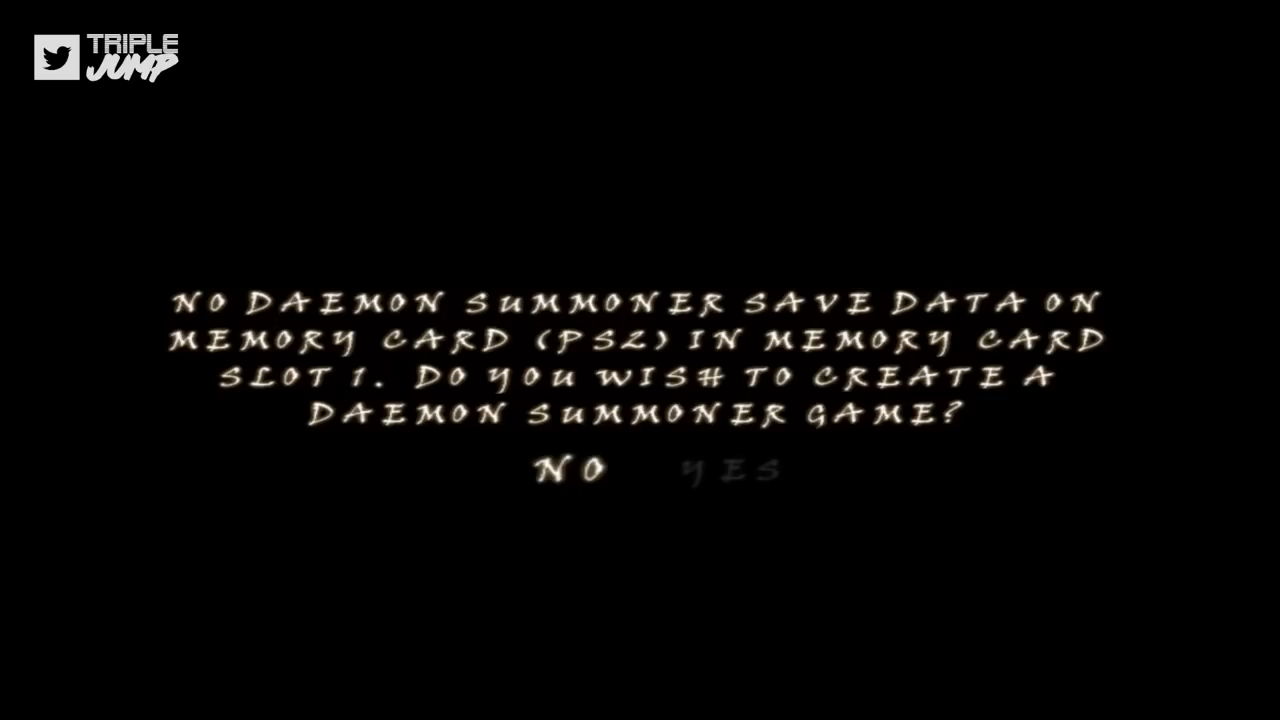 TRIPLE
JUMP
NO DAEMON SUMMONER SAVE DATA ON
MEMORY CARD (PS2) IN MEMORY CARD
SLOT 1. DO YOU WISH TO CREATE A
DAEMON SUMMONER GAME?
NO YES